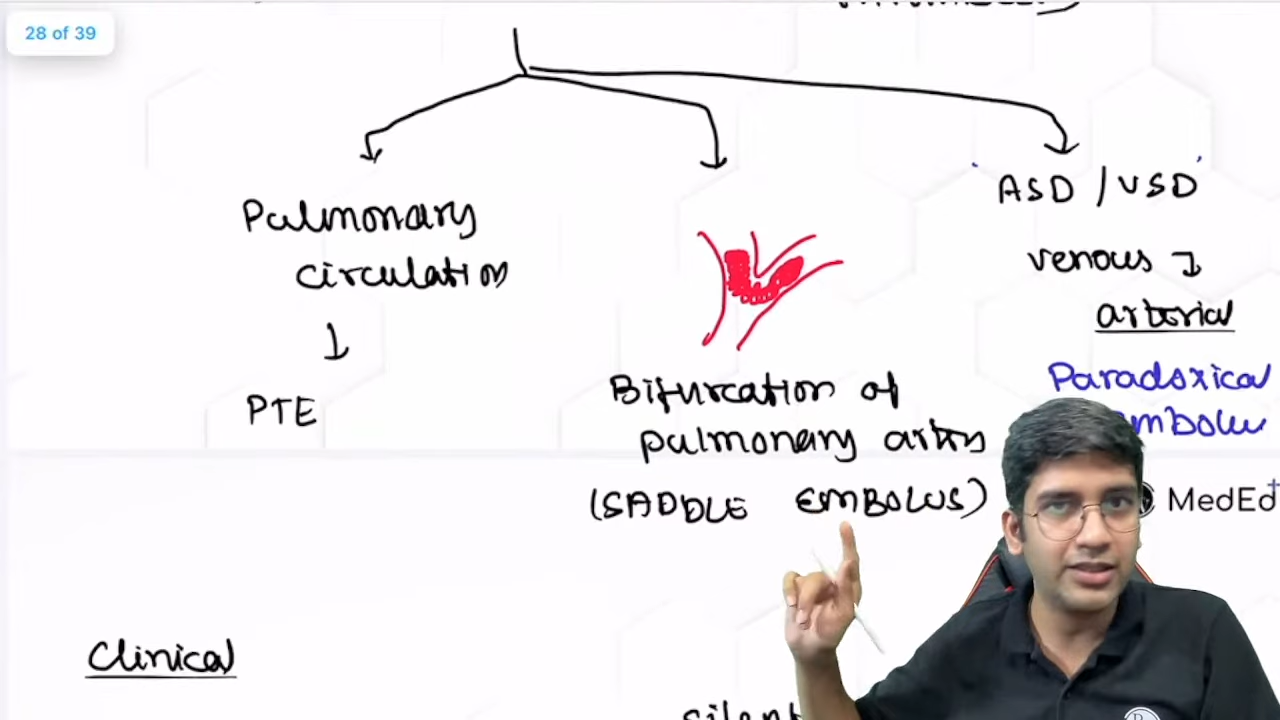 28 of 39
Pulmonary
circulation
↓
PTE
Bifurcation of
pulmonary artery
(SADDLE EMBOLUS)
ASD / VSD
venous
arterial
Paradoxical
MedEd
Clinical